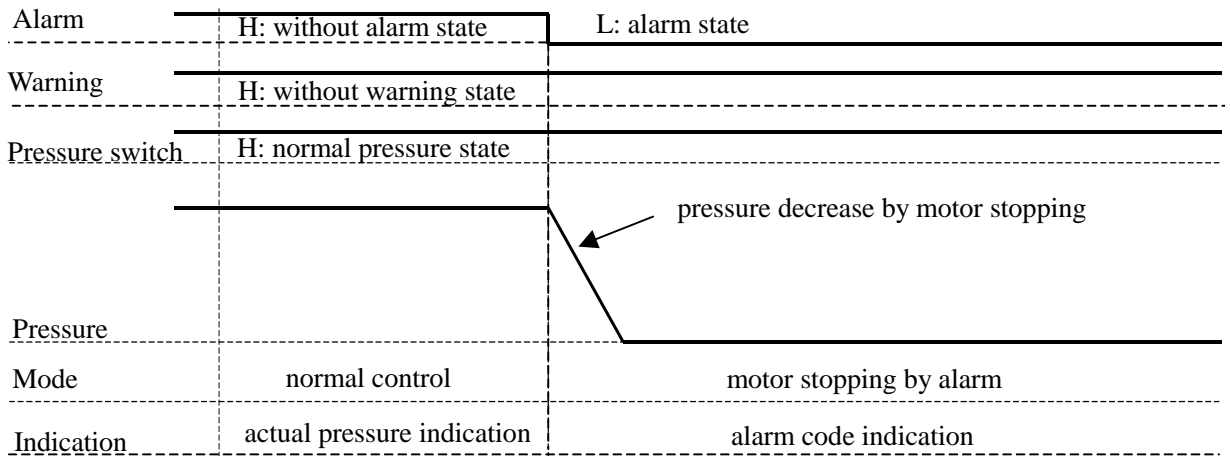 Alarm
H: without alarm state
L: alarm state
Warning
H: without warning state
Pressure switch
H: normal pressure state
pressure decrease by motor stopping
Pressure
Mode
normal control
motor stopping by alarm
Indication
actual pressure indication
alarm code indication